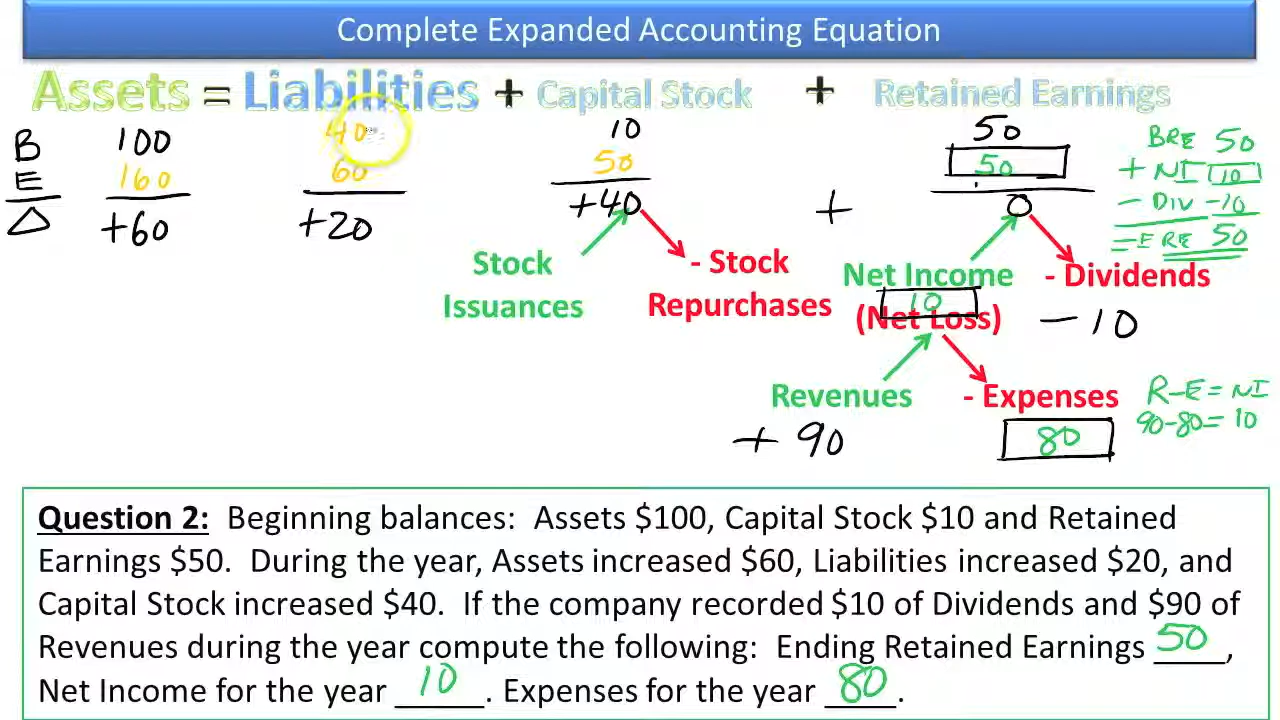 Complete Expanded Accounting Equation
Assets = Liabilities + Capital Stock + Retained Earnings
B 100 40 10 50
E 160 60 50 50
Δ +60 +20 +40 + 0
BRE 50
+ NI 10
- DIV -10
= ERE 50
Stock Issuances
- Stock Repurchases
Net Income
10
(Net Loss)
- Dividends
- 10
Revenues
+ 90
- Expenses
80
R-E = NI
90-80= 10
Question 2: Beginning balances: Assets $100, Capital Stock $10 and Retained
Earnings $50. During the year, Assets increased $60, Liabilities increased $20, and
Capital Stock increased $40. If the company recorded $10 of Dividends and $90 of
Revenues during the year compute the following: Ending Retained Earnings 50,
Net Income for the year 10. Expenses for the year 80.